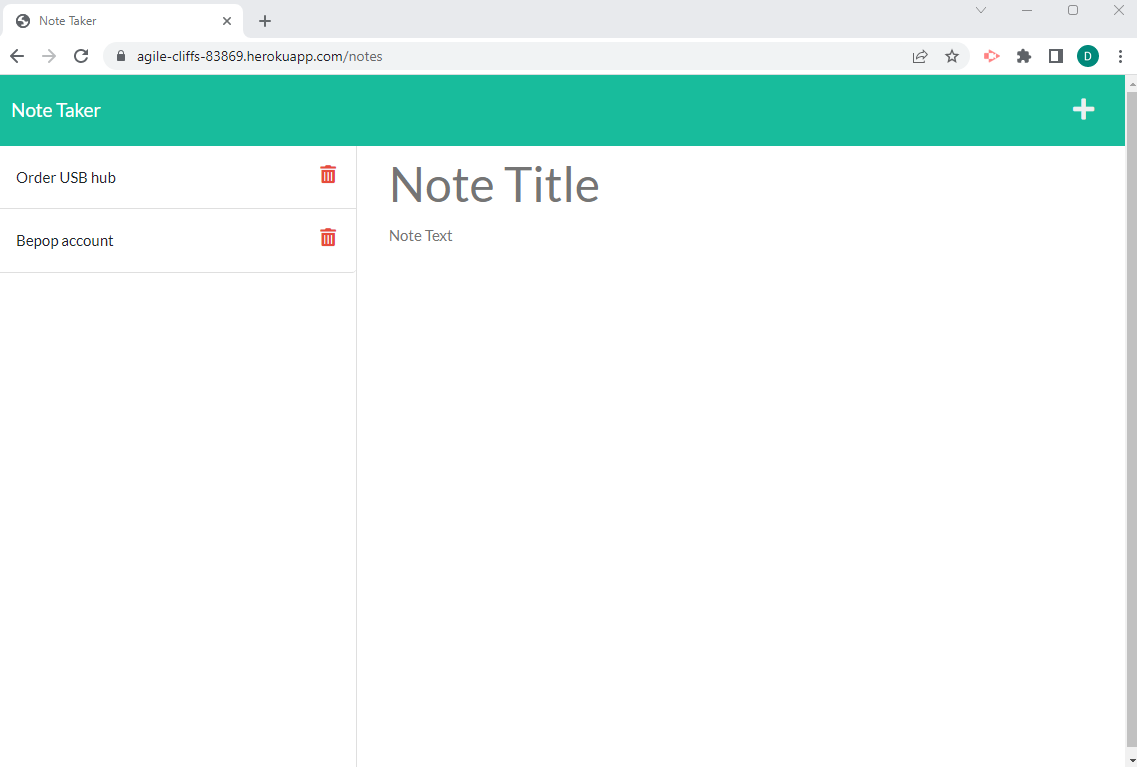 Note Taker
agile-cliffs-83869.herokuapp.com/notes
D
Note Taker
Order USB hub
Bepop account
Note Title
Note Text